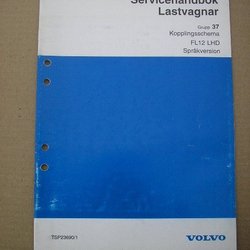 Servicehandbok
Lastvagnar
Grupp 37
Kopplingsschema
FL12 LHD
Språkversion
TSP23690/1
VOLVO